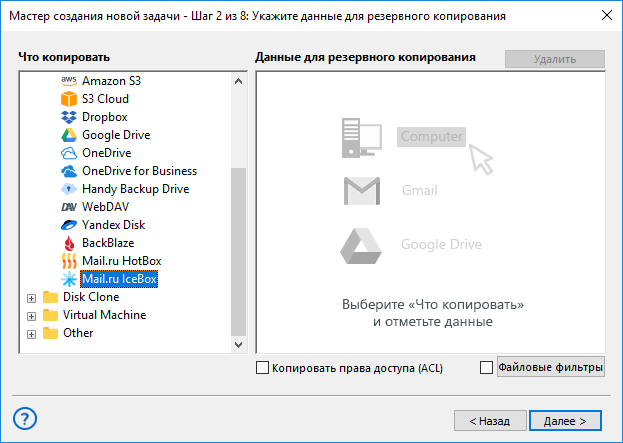 Мастер создания новой задачи - Шаг 2 из 8: Укажите данные для резервного копирования
Что копировать
Данные для резервного копирования
Удалить
aws Amazon S3
S3 Cloud
Dropbox
Google Drive
OneDrive
OneDrive for Business
Handy Backup Drive
DAV WebDAV
Yandex Disk
BackBlaze
Mail.ru HotBox
Mail.ru IceBox
Disk Clone
Virtual Machine
Other
Computer
Gmail
Google Drive
Выберите «Что копировать»
и отметьте данные
Копировать права доступа (ACL)
Файловые фильтры
?
< Назад
Далее >